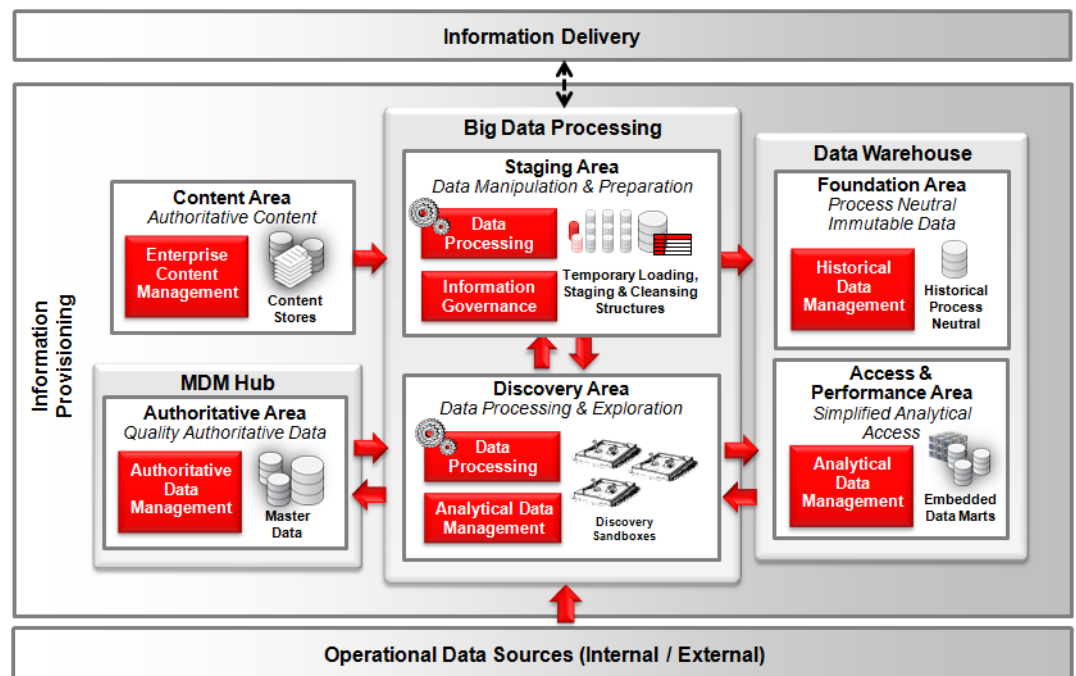 Information Delivery
Information
Provisioning
Big Data Processing
Staging Area
Data Manipulation & Preparation
Data
Processing
Information
Governance
Temporary Loading,
Staging & Cleansing
Structures
Content Area
Authoritative Content
Enterprise
Content
Management
Content
Stores
Data Warehouse
Foundation Area
Process Neutral
Immutable Data
Historical
Data
Management
Historical
Process
Neutral
MDM Hub
Authoritative Area
Quality Authoritative Data
Authoritative
Data
Management
Master
Data
Discovery Area
Data Processing & Exploration
Data
Processing
Analytical Data
Management
Discovery
Sandboxes
Access &
Performance Area
Simplified Analytical
Access
Analytical
Data
Management
Embedded
Data Marts
Operational Data Sources (Internal / External)